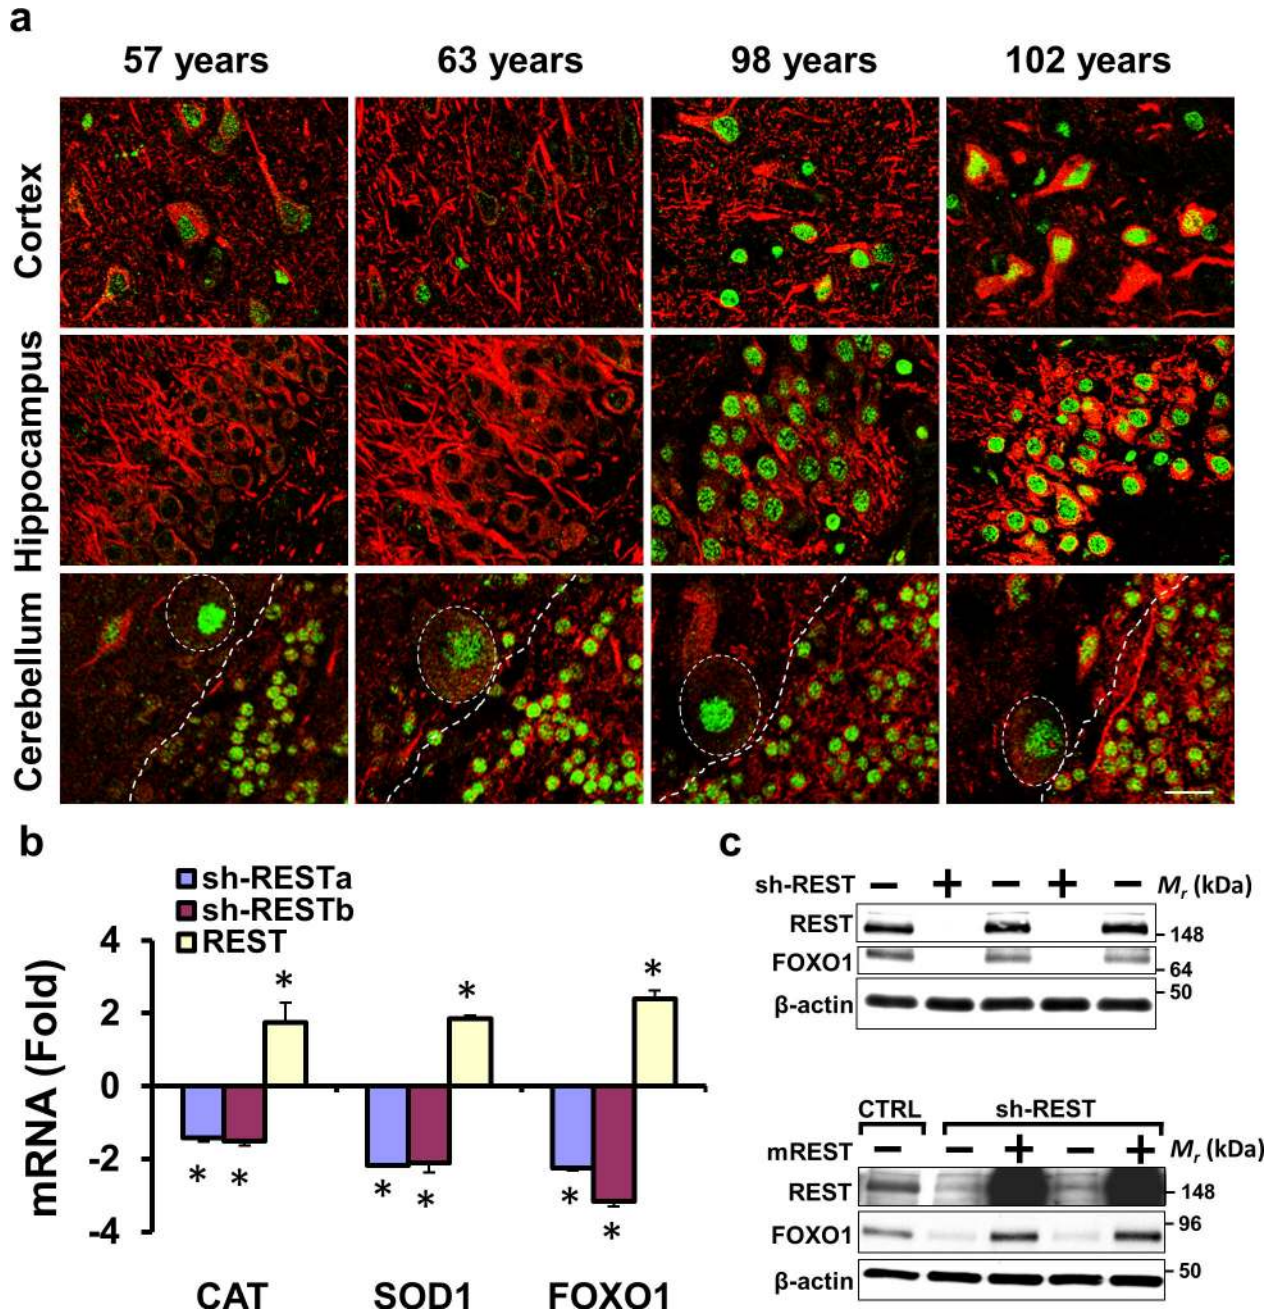 a
57 years 63 years 98 years 102 years
Cortex
Hippocampus
Cerebellum
b
sh-RESTa
sh-RESTb
REST
mRNA (Fold)
4
2
0
-2
-4
* * *
* * *
* * *
CAT SOD1 FOXO1
c
sh-REST − + − + − Mr (kDa)
REST 148
FOXO1 64
β-actin 50
CTRL sh-REST
mREST − − + − + Mr (kDa)
REST 148
FOXO1 96
β-actin 50